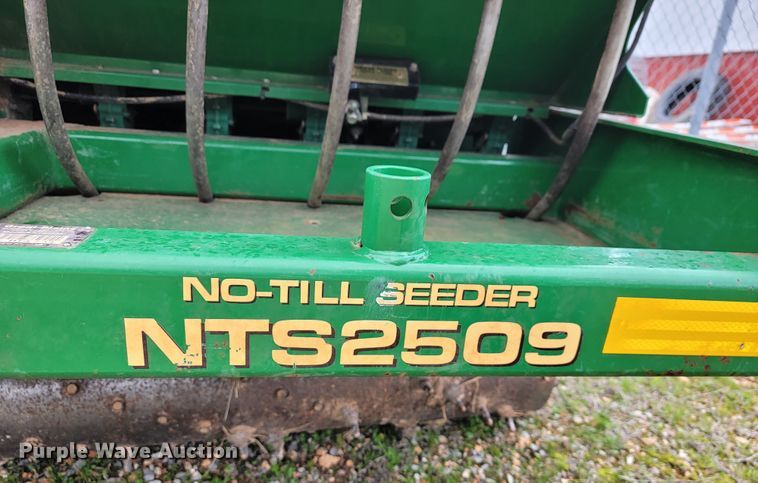 NO-TILL SEEDER
NTS2509
Purple Wave Auction